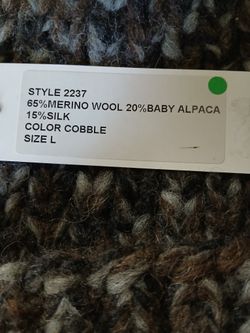 STYLE 2237
65%MERINO WOOL 20%BABY ALPACA
15%SILK
COLOR COBBLE
SIZE L